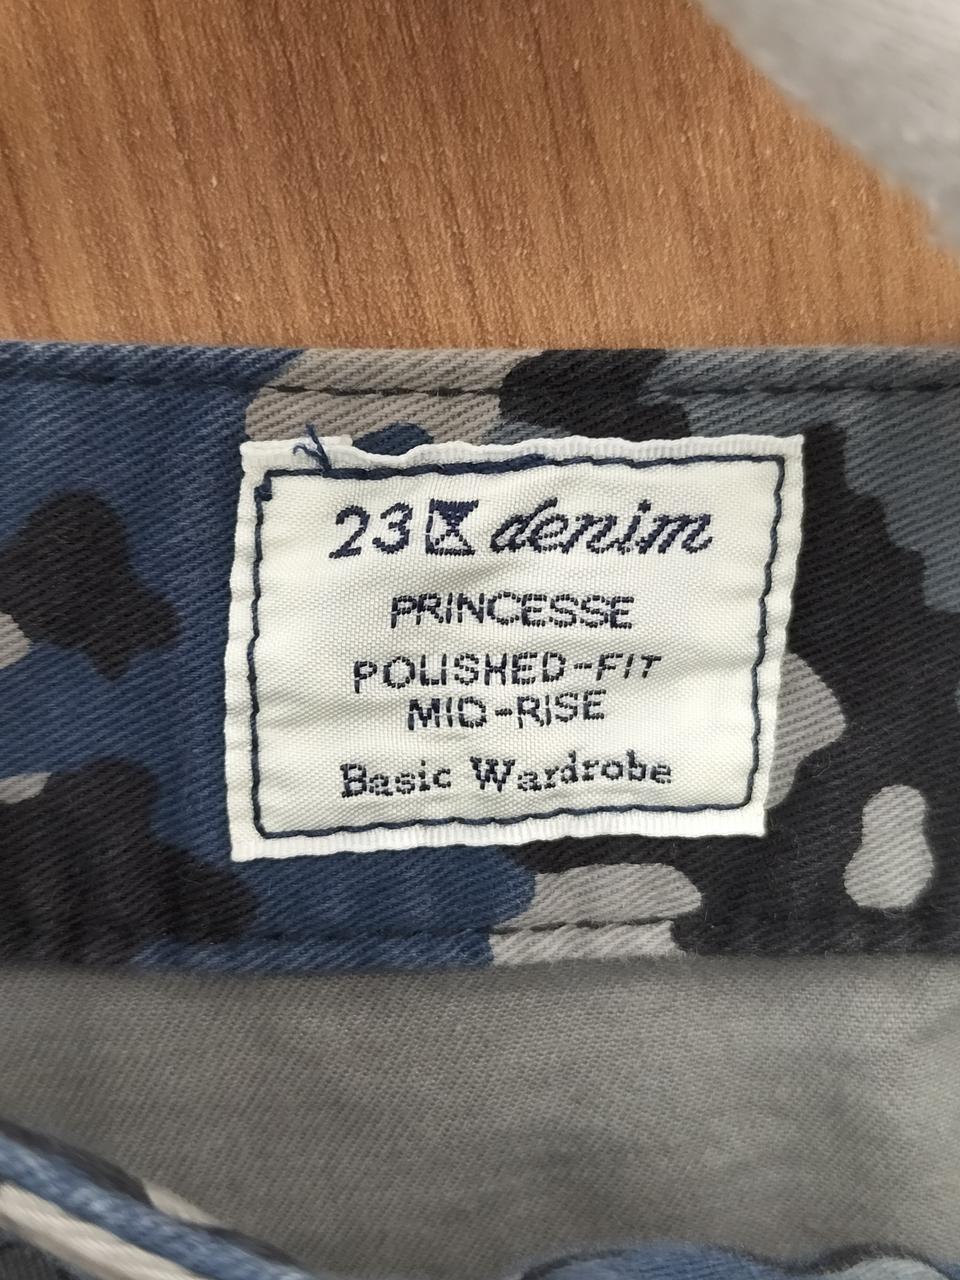 23 denim
PRINCESSE
POLISHED-FIT
MID-RISE
Basic Wardrobe